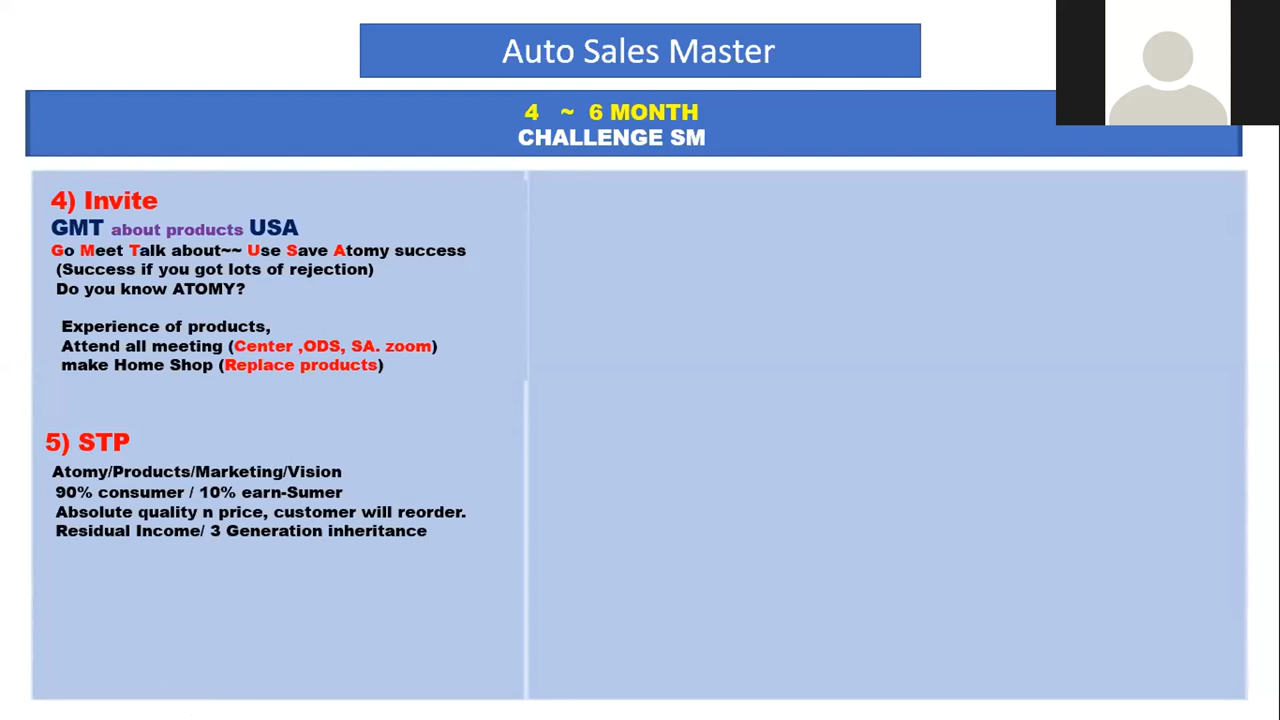 Auto Sales Master
4 ~ 6 MONTH
CHALLENGE SM
4) Invite
GMT about products USA
Go Meet Talk about~~ Use Save Atomy success
(Success if you got lots of rejection)
Do you know ATOMY?
Experience of products,
Attend all meeting (Center ,ODS, SA. zoom)
make Home Shop (Replace products)
5) STP
Atomy/Products/Marketing/Vision
90% consumer / 10% earn-Sumer
Absolute quality n price, customer will reorder.
Residual Income/ 3 Generation inheritance